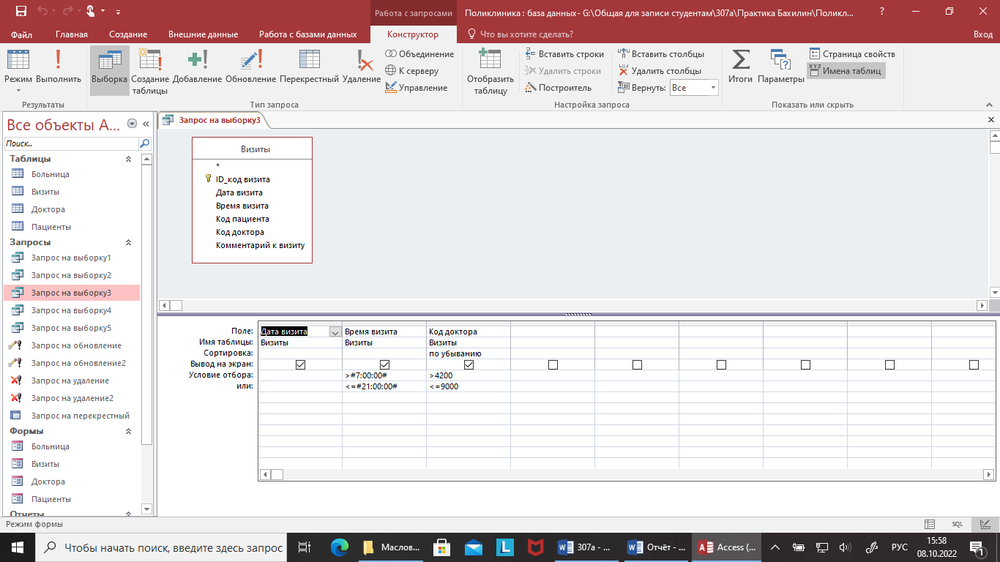 Работа с запросами
Поликлиника : база данных- G:\Общая для записи студентам\307а\Практика Бахилин\Поликл...
?
Файл
Главная
Создание
Внешние данные
Работа с базами данных
Конструктор
Что вы хотите сделать?
Вход
Режим
Выполнить
Выборка
Создание таблицы
Добавление
Обновление
Перекрестный
Удаление
Объединение
К серверу
Управление
Отобразить таблицу
Вставить строки
Удалить строки
Построитель
Вставить столбцы
Удалить столбцы
Вернуть: Все
Итоги
Параметры
Страница свойств
Имена таблиц
Результаты
Тип запроса
Настройка запроса
Показать или скрыть
Все объекты A...
Поиск...
Таблицы
Больница
Визиты
Доктора
Пациенты
Запросы
Запрос на выборку1
Запрос на выборку2
Запрос на выборку3
Запрос на выборку4
Запрос на выборку5
Запрос на обновление
Запрос на обновление2
Запрос на удаление
Запрос на удаление2
Запрос на перекрестный
Формы
Больница
Визиты
Доктора
Пациенты
Отчеты
Запрос на выборку3
Визиты
*
ID_код визита
Дата визита
Время визита
Код пациента
Код доктора
Комментарий к визиту
Поле: Дата визита Время визита Код доктора
Имя таблицы: Визиты Визиты Визиты
Сортировка: по убыванию
Вывод на экран:
Условие отбора: >#7:00:00# >4200
или: <=#21:00:00# <=9000
Режим формы
SQL
Чтобы начать поиск, введите здесь запрос
Маслов...
307а - ...
Отчёт - ...
Access (...
РУС
15:58
08.10.2022
1